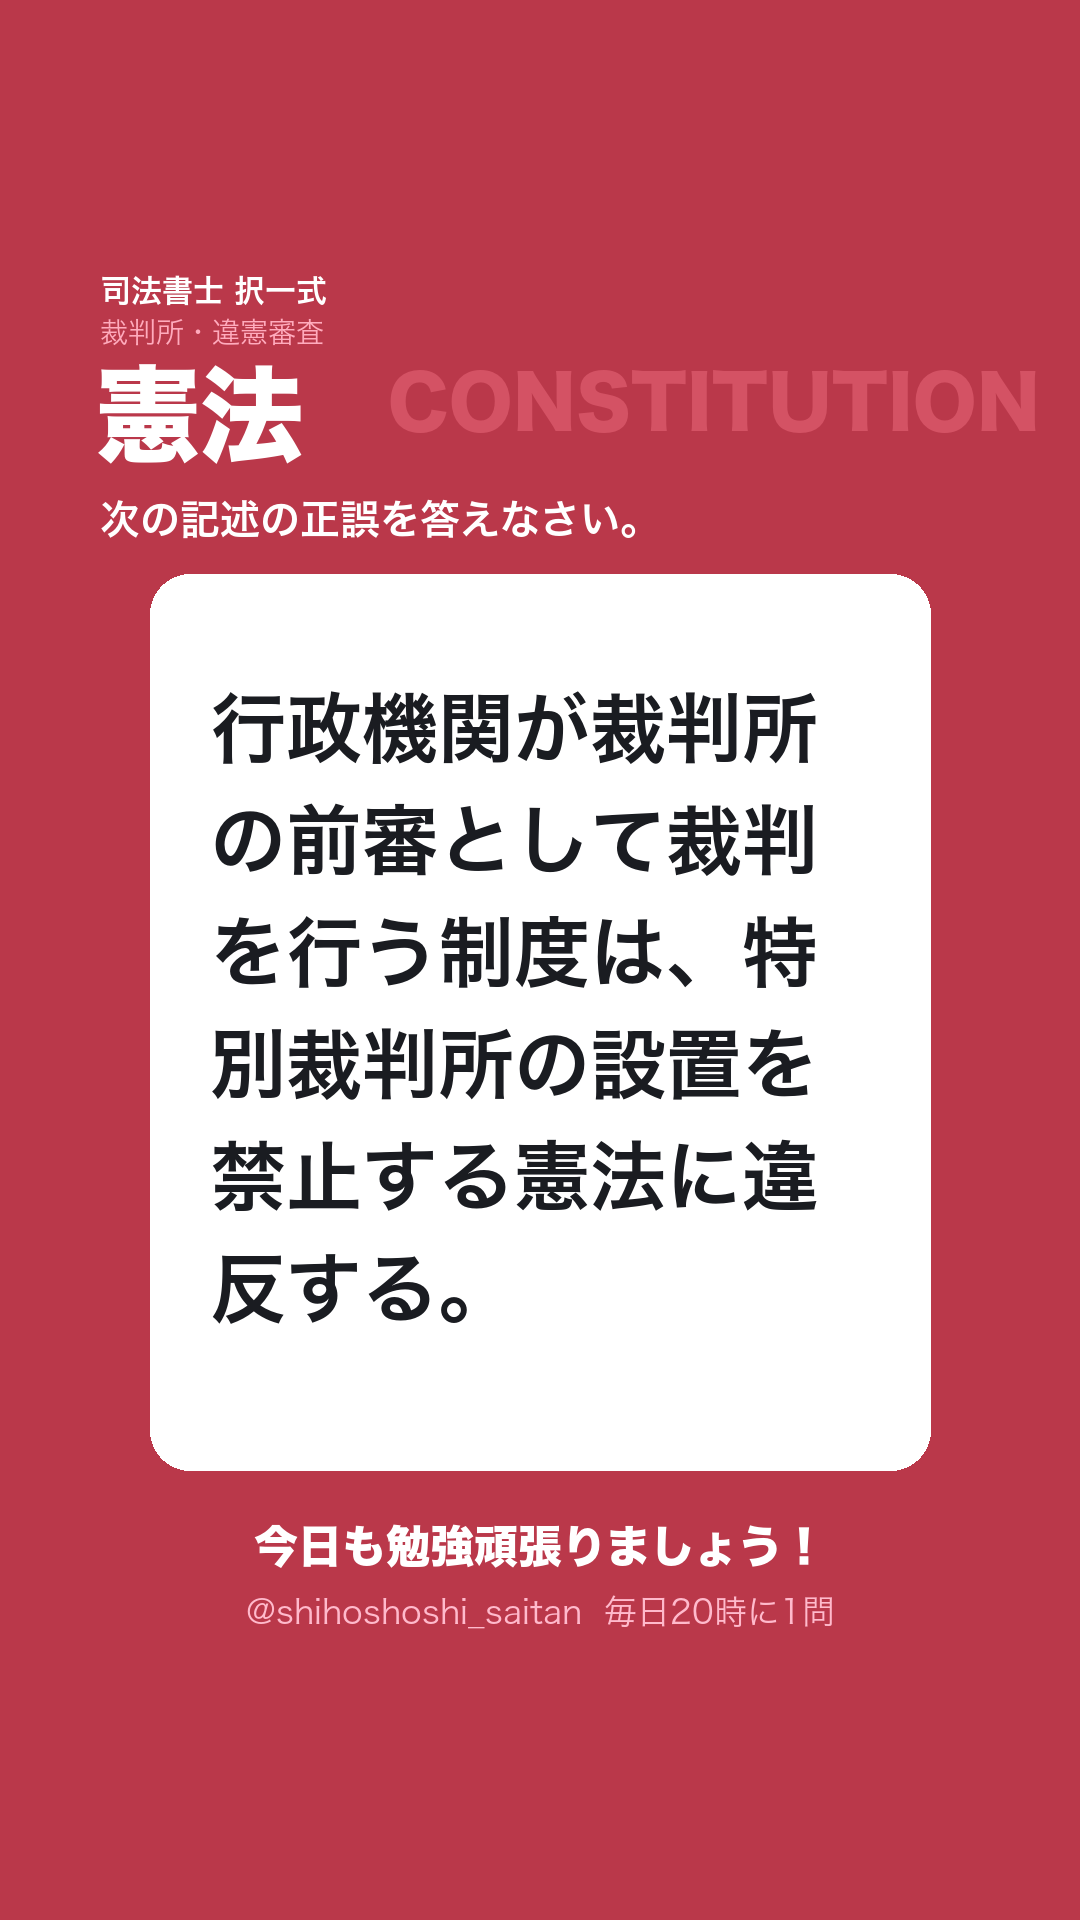 司法書士 択一式
裁判所・違憲審査
憲法
CONSTITUTION
次の記述の正誤を答えなさい。
行政機関が裁判所
の前審として裁判
を行う制度は、特
別裁判所の設置を
禁止する憲法に違
反する。
今日も勉強頑張りましょう！
@shihoshoshi_saitan 毎日20時に1問